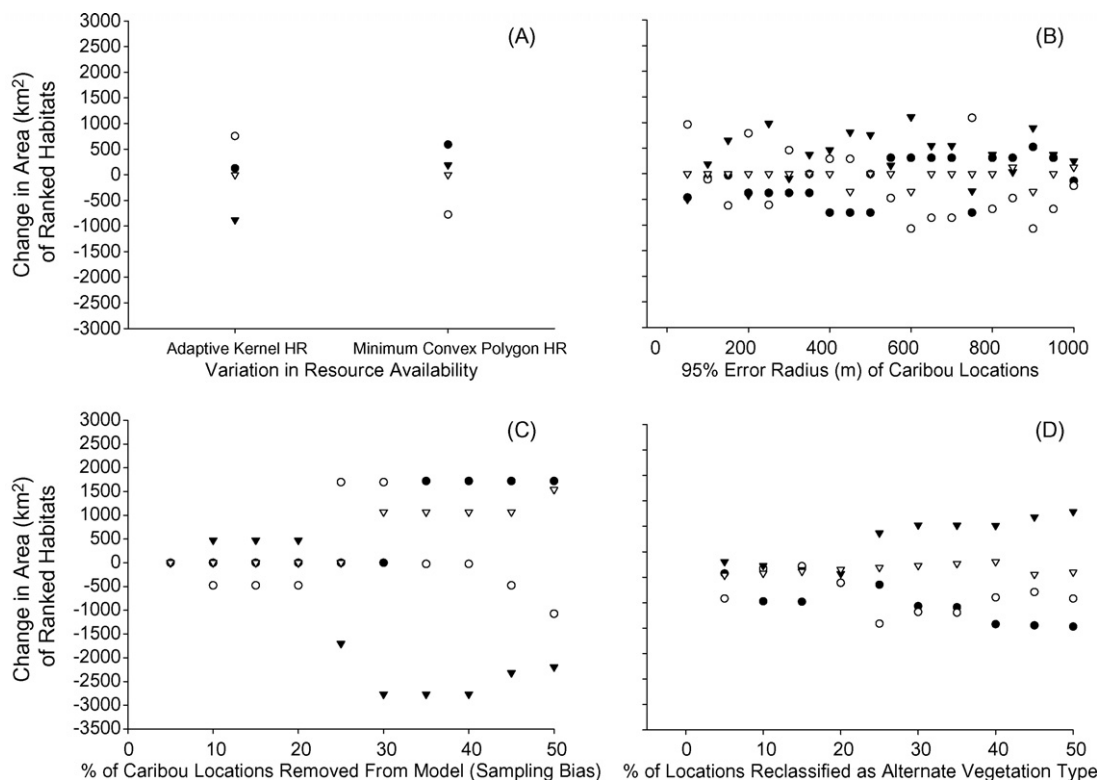 3000
2500
2000
1500
1000
500
0
-500
-1000
-1500
-2000
-2500
-3000
Change in Area (km²)
of Ranked Habitats
(A)
Adaptive Kernel HR
Minimum Convex Polygon HR
Variation in Resource Availability
(B)
0 200 400 600 800 1000
95% Error Radius (m) of Caribou Locations
3000
2500
2000
1500
1000
500
0
-500
-1000
-1500
-2000
-2500
-3000
-3500
Change in Area (km²)
of Ranked Habitats
(C)
0 10 20 30 40 50
% of Caribou Locations Removed From Model (Sampling Bias)
(D)
0 10 20 30 40 50
% of Locations Reclassified as Alternate Vegetation Type